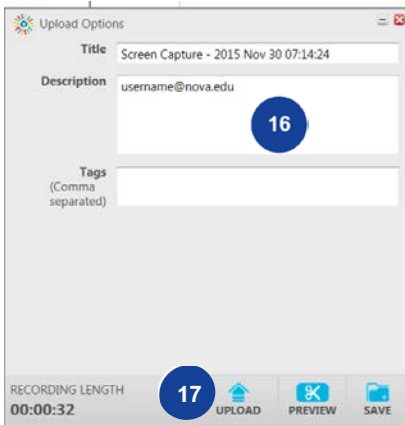 Upload Options
Title Screen Capture - 2015 Nov 30 07:14:24
Description username@nova.edu
16
Tags
(Comma
separated)
RECORDING LENGTH
00:00:32
17
UPLOAD PREVIEW SAVE